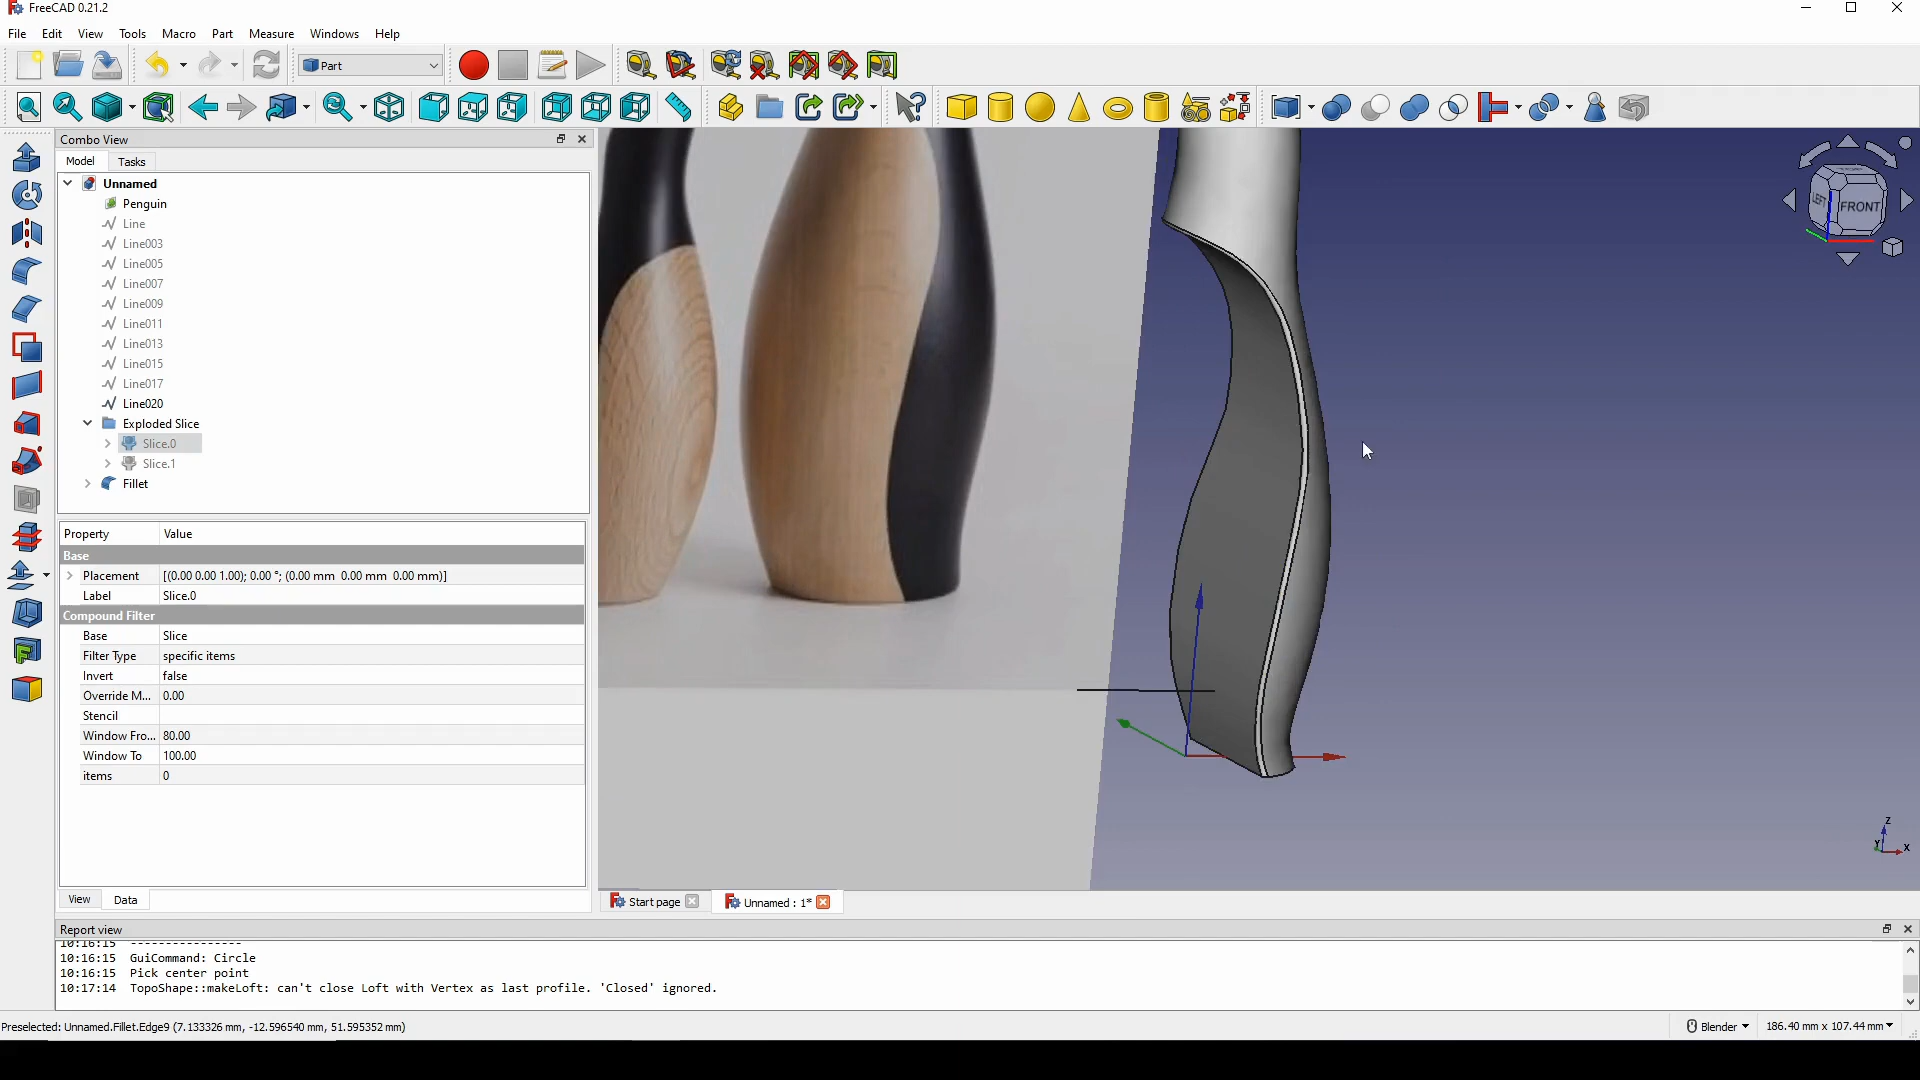 FreeCAD 0.21.2
File Edit View Tools Macro Part Measure Windows Help
Part
Combo View
Model Tasks
Unnamed
Penguin
Line
Line003
Line005
Line007
Line009
Line011
Line013
Line015
Line017
Line020
Exploded Slice
Slice.0
Slice.1
Fillet
Property Value
Base
Placement [(0.00 0.00 1.00); 0.00 °; (0.00 mm 0.00 mm 0.00 mm)]
Label Slice.0
Compound Filter
Base Slice
Filter Type specific items
Invert false
Override M... 0.00
Stencil
Window Fro... 80.00
Window To 100.00
items 0
View Data
LEFT FRONT
Z
Y X
Start page Unnamed : 1*
Report view
10:16:15 ----------------
10:16:15 GuiCommand: Circle
10:16:15 Pick center point
10:17:14 TopoShape::makeLoft: can't close Loft with Vertex as last profile. 'Closed' ignored.
Preselected: Unnamed.Fillet.Edge9 (7.133326 mm, -12.596540 mm, 51.595352 mm)
Blender 186.40 mm x 107.44 mm